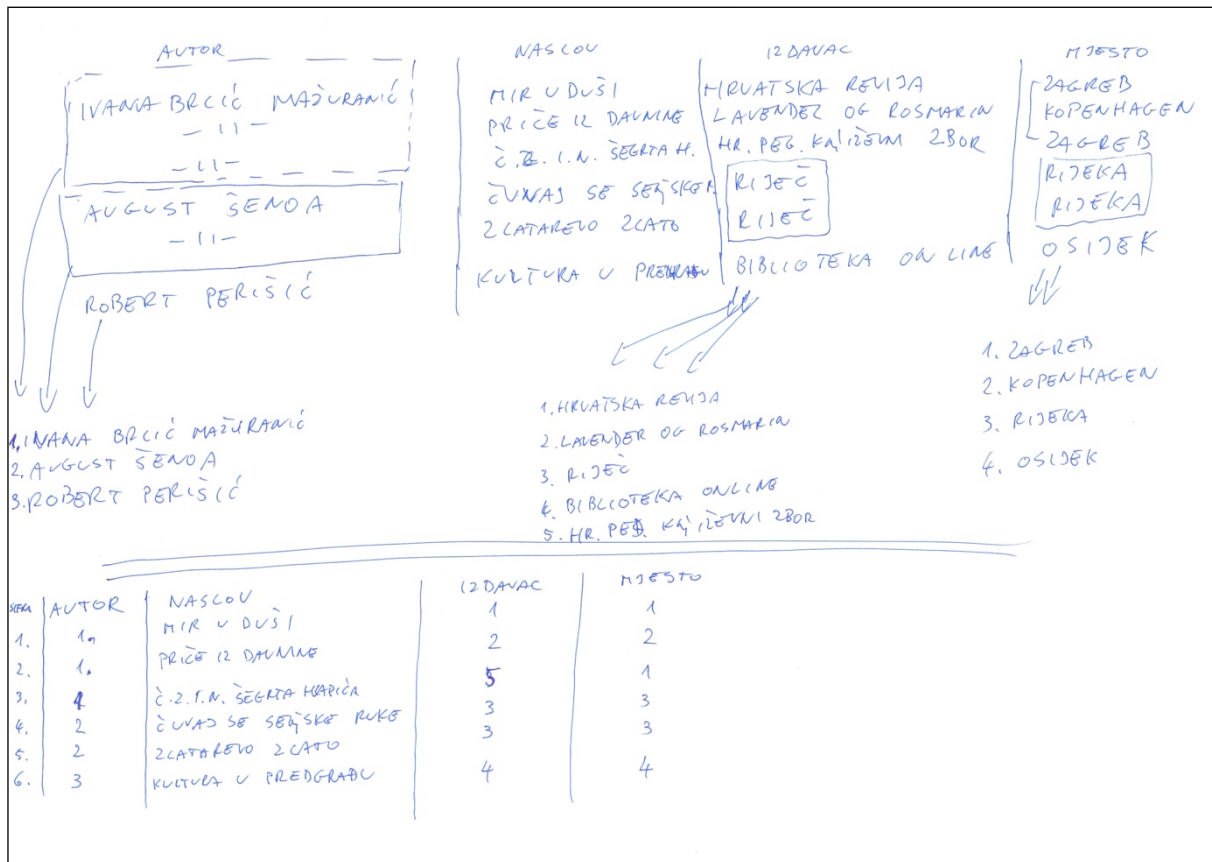 AUTOR NASLOV IZDAVAC MJESTO
IVANA BRLIĆ MAŽURANIĆ MIR U DUŠI HRVATSKA REVIJA ZAGREB
– 11 – PRIČE IZ DAVNINE LAVENDEL OG ROSMARIN KOPENHAGEN
– 11 – Č.Z.I.N. ŠEGRTA H. HR. PEG. KNJIŽEVNI ZBOR ZAGREB
AUGUST ŠENOA ČUVAJ SE SENJSKE R RIJEČ RIJEKA
– 11 – ZLATAREVO ZLATO RIJEČ RIJEKA
ROBERT PERIŠIĆ KULTURA U BIBLIOTEKA ON LINE OSIJEK
1. IVANA BRLIĆ MAŽURANIĆ
2. AUGUST ŠENOA
3. ROBERT PERIŠIĆ
1. HRVATSKA REVIJA
2. LAVENDER OG ROSMARIN
3. RIJEČ
4. BIBLIOTEKA ONLINE
5. HR. PED. KNJIŽEVNI ZBOR
1. ZAGREB
2. KOPENHAGEN
3. RIJEKA
4. OSIJEK
AUTOR NASLOV IZDAVAC MJESTO
1. 1. MIR U DUŠI 1 1
2. 1. PRIČE IZ DAVNINE 2 2
3. 1 Č.Z.I.N. ŠEGRTA HLAPIĆA 5 1
4. 2 ČUVAJ SE SENJSKE RUKE 3 3
5. 2 ZLATAREVO ZLATO 3 3
6. 3 KULTURA U PREDGRAĐU 4 4